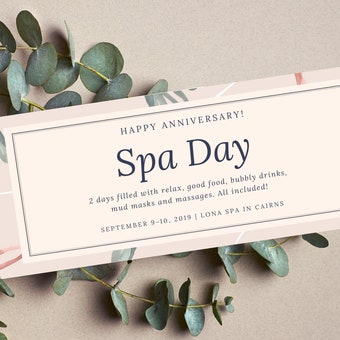 HAPPY ANNIVERSARY!
Spa Day
2 days filled with relax, good food, bubbly drinks,
mud masks and massages. All included!
SEPTEMBER 9-10, 2019 | LONA SPA IN CAIRNS